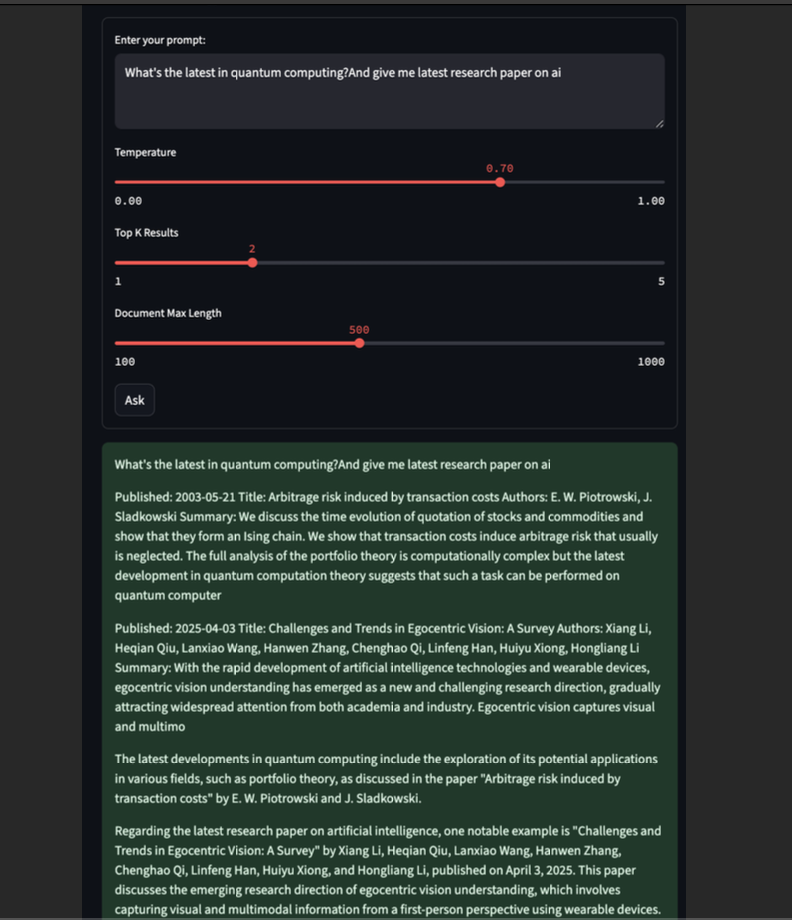 Enter your prompt:
What's the latest in quantum computing?And give me latest research paper on ai
Temperature
0.70
0.00 1.00
Top K Results
2
1 5
Document Max Length
500
100 1000
Ask
What's the latest in quantum computing?And give me latest research paper on ai
Published: 2003-05-21 Title: Arbitrage risk induced by transaction costs Authors: E. W. Piotrowski, J.
Sladkowski Summary: We discuss the time evolution of quotation of stocks and commodities and
show that they form an Ising chain. We show that transaction costs induce arbitrage risk that usually
is neglected. The full analysis of the portfolio theory is computationally complex but the latest
development in quantum computation theory suggests that such a task can be performed on
quantum computer
Published: 2025-04-03 Title: Challenges and Trends in Egocentric Vision: A Survey Authors: Xiang Li,
Heqian Qiu, Lanxiao Wang, Hanwen Zhang, Chenghao Qi, Linfeng Han, Huiyu Xiong, Hongliang Li
Summary: With the rapid development of artificial intelligence technologies and wearable devices,
egocentric vision understanding has emerged as a new and challenging research direction, gradually
attracting widespread attention from both academia and industry. Egocentric vision captures visual
and multimo
The latest developments in quantum computing include the exploration of its potential applications
in various fields, such as portfolio theory, as discussed in the paper "Arbitrage risk induced by
transaction costs" by E. W. Piotrowski and J. Sladkowski.
Regarding the latest research paper on artificial intelligence, one notable example is "Challenges and
Trends in Egocentric Vision: A Survey" by Xiang Li, Heqian Qiu, Lanxiao Wang, Hanwen Zhang,
Chenghao Qi, Linfeng Han, Huiyu Xiong, and Hongliang Li, published on April 3, 2025. This paper
discusses the emerging research direction of egocentric vision understanding, which involves
capturing visual and multimodal information from a first-person perspective using wearable devices.